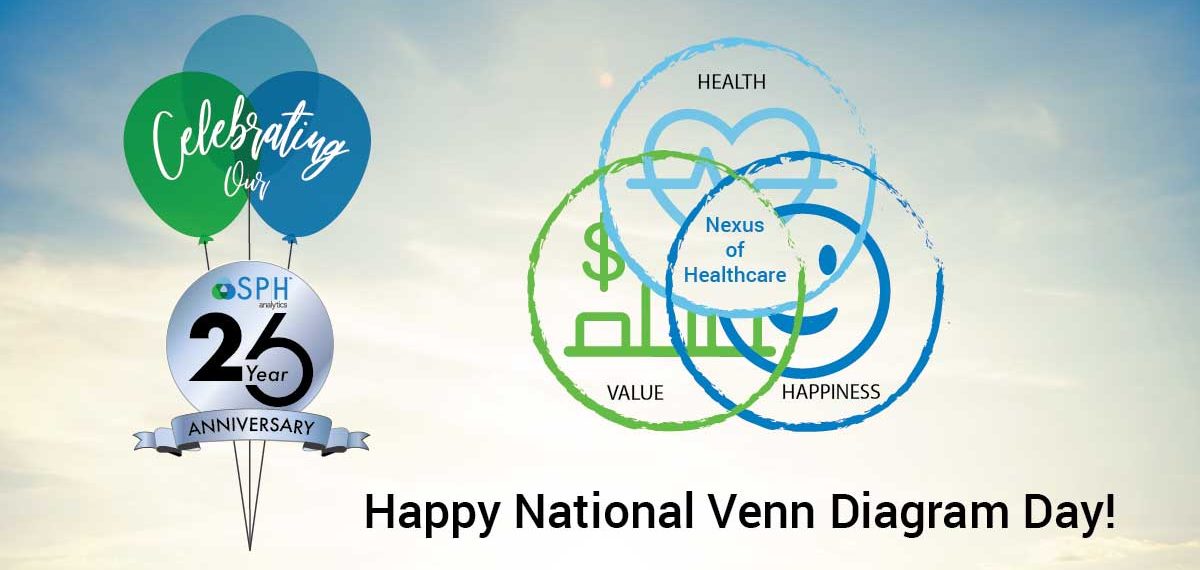 Celebrating
Our
SPH
analytics
26
Year
ANNIVERSARY
HEALTH
Nexus
of
Healthcare
$
VALUE
HAPPINESS
Happy National Venn Diagram Day!